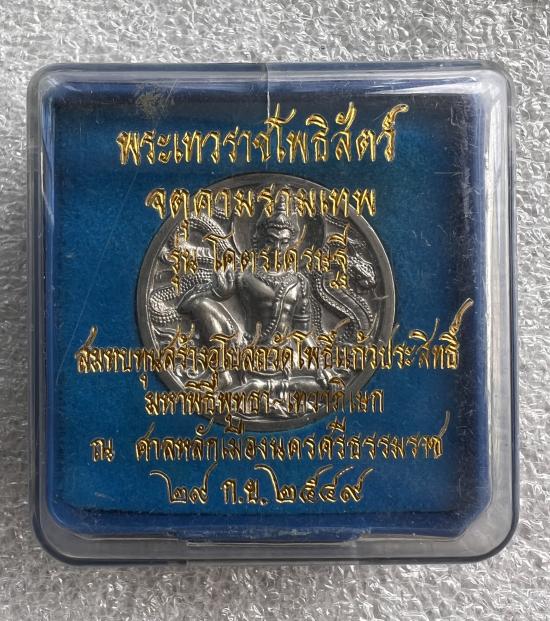 พระเทวราชโพธิสัตว์
จตุคามรามเทพ
รุ่น โคตรเศรษฐี
สมทบทุนสร้างอุโบสถวัดโพธิ์แก้วประสิทธิ์
มหาพิธีพุทธา-เทวาภิเษก
ณ ศาลหลักเมืองนครศรีธรรมราช
๒๙ ก.ย. ๒๕๔๙